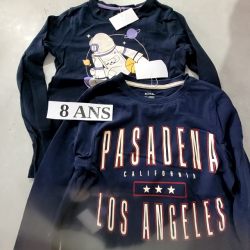 8 ANS
PASADENA
CALIFORNIA
LOS ANGELES